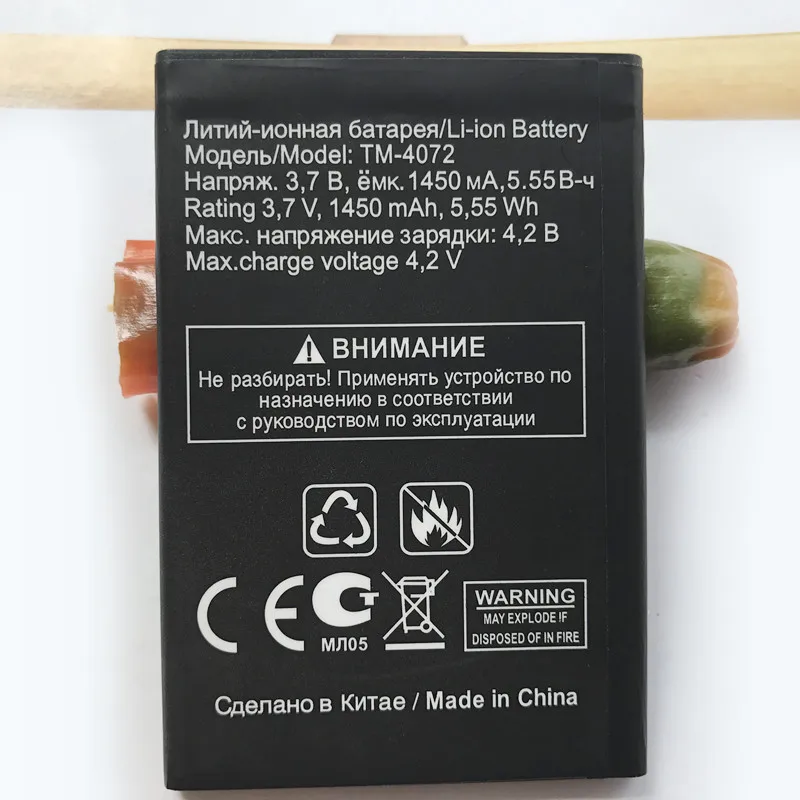 Литий-ионная батарея/Li-ion Battery
Модель/Model: TM-4072
Напряж. 3,7 В, ёмк. 1450 мА,5.55В-ч
Rating 3,7 V, 1450 mAh, 5,55 Wh
Макс. напряжение зарядки: 4,2 В
Max.charge voltage 4,2 V
ВНИМАНИЕ
Не разбирать! Применять устройство по
назначению в соответствии
с руководством по эксплуатации
CE
МЛ05
WARNING
MAY EXPLODE IF
DISPOSED OF IN FIRE
Сделано в Китае / Made in China